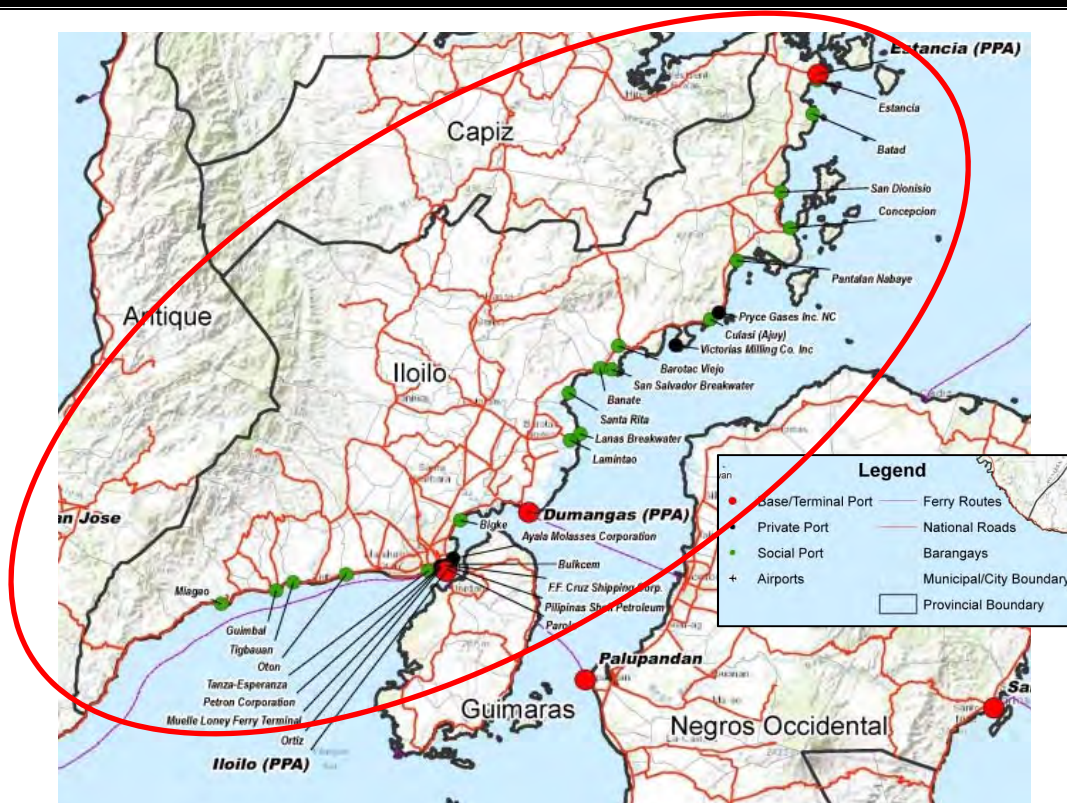 Estancia (PPA)
Estancia
Capiz
Batad
San Dionisio
Concepcion
Pantalan Nabaye
Antique
Pryce Gases Inc. NC
Culasi (Ajuy)
Victorias Milling Co. Inc
Iloilo
Barotac Viejo
San Salvador Breakwater
Banate
Santa Rita
Lanas Breakwater
Lamintao
Legend
Base/Terminal Port
Ferry Routes
Private Port
National Roads
Social Port
Barangays
Airports
Municipal/City Boundary
Provincial Boundary
an Jose
Dumangas (PPA)
Bigke
Ayala Molasses Corporation
Bulkcem
F.F. Cruz Shipping Corp.
Pilipinas Shell Petroleum
Parola
Miagao
Guimbal
Tigbauan
Oton
Tanza-Esperanza
Petron Corporation
Muelle Loney Ferry Terminal
Ortiz
Iloilo (PPA)
Palupandan
Guimaras
Negros Occidental
Sa